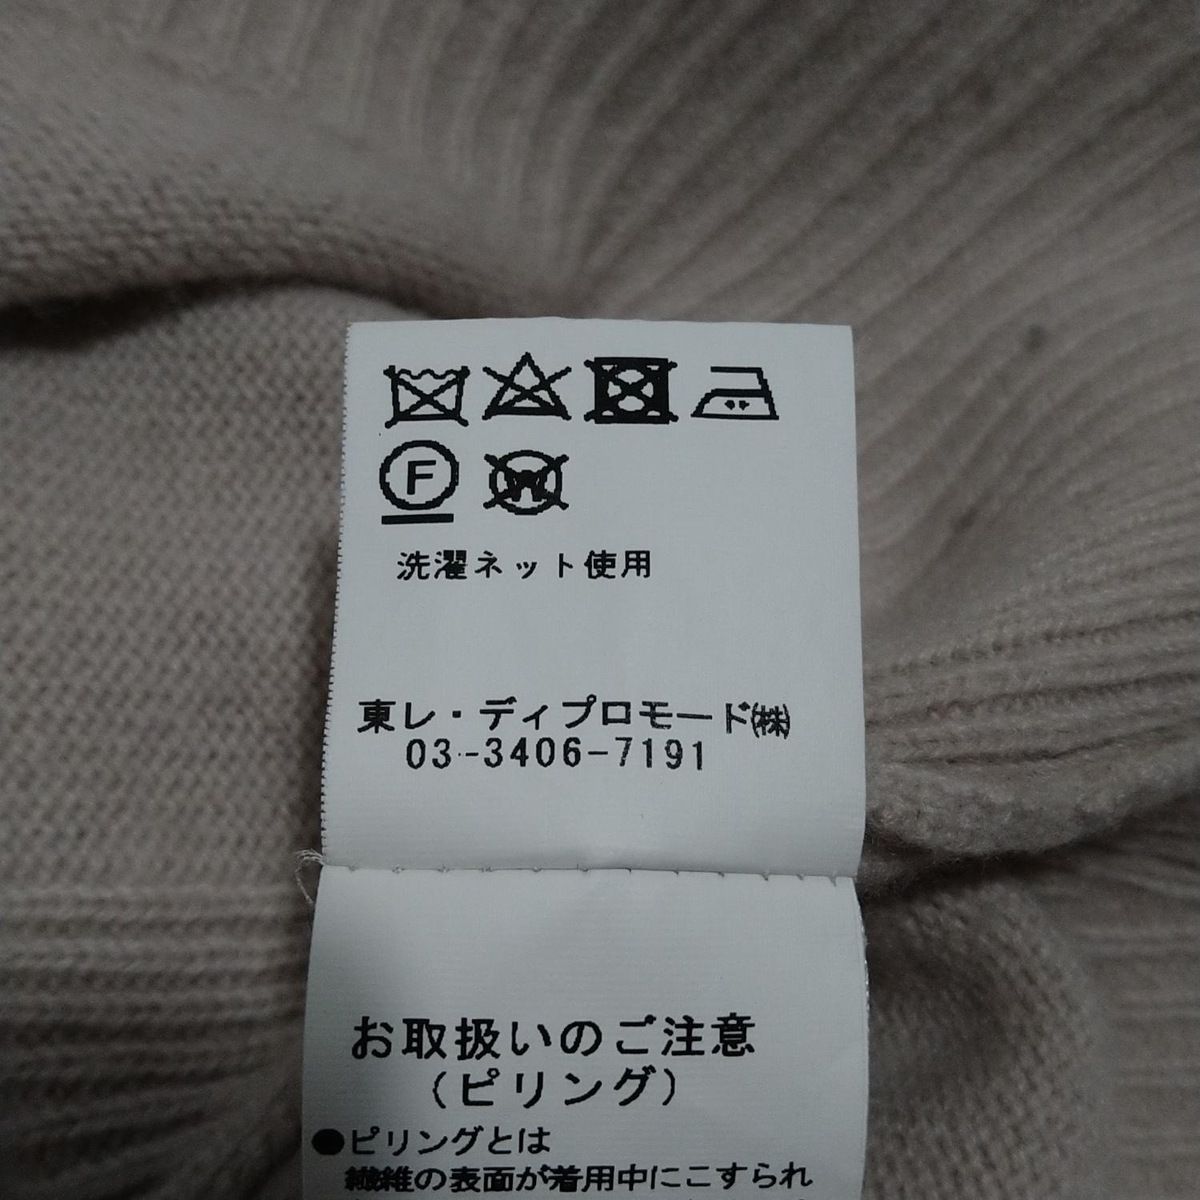 F
W
洗濯ネット使用
東レ・ディプロモード㈱
03-3406-7191
お取扱いのご注意
(ピリング)
●ピリングとは
繊維の表面が着用中にこすられ